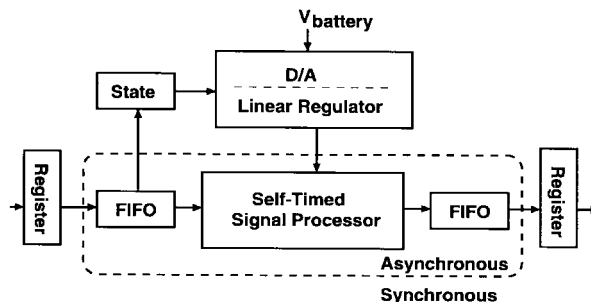 Vbattery
D/A
Linear Regulator
State
Register
FIFO
Self-Timed
Signal Processor
FIFO
Register
Asynchronous
Synchronous